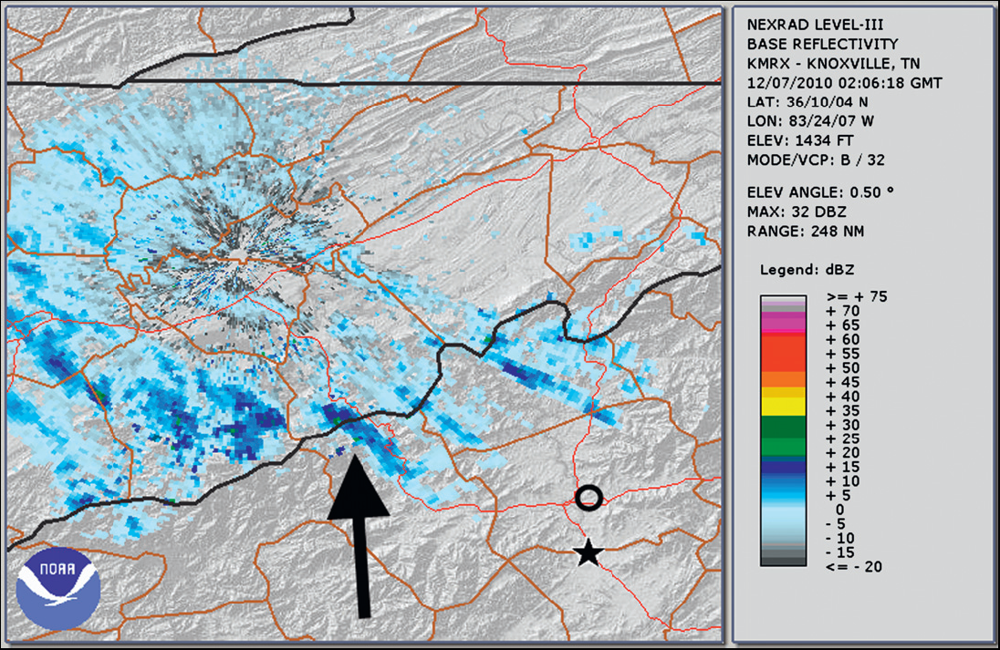 NEXRAD LEVEL-III
BASE REFLECTIVITY
KMRX - KNOXVILLE, TN
12/07/2010 02:06:18 GMT
LAT: 36/10/04 N
LON: 83/24/07 W
ELEV: 1434 FT
MODE/VCP: B / 32
ELEV ANGLE: 0.50 °
MAX: 32 DBZ
RANGE: 248 NM
Legend: dBZ
>= + 75
+ 70
+ 65
+ 60
+ 55
+ 50
+ 45
+ 40
+ 35
+ 30
+ 25
+ 20
+ 15
+ 10
+ 5
0
- 5
- 10
- 15
<= - 20
NOAA